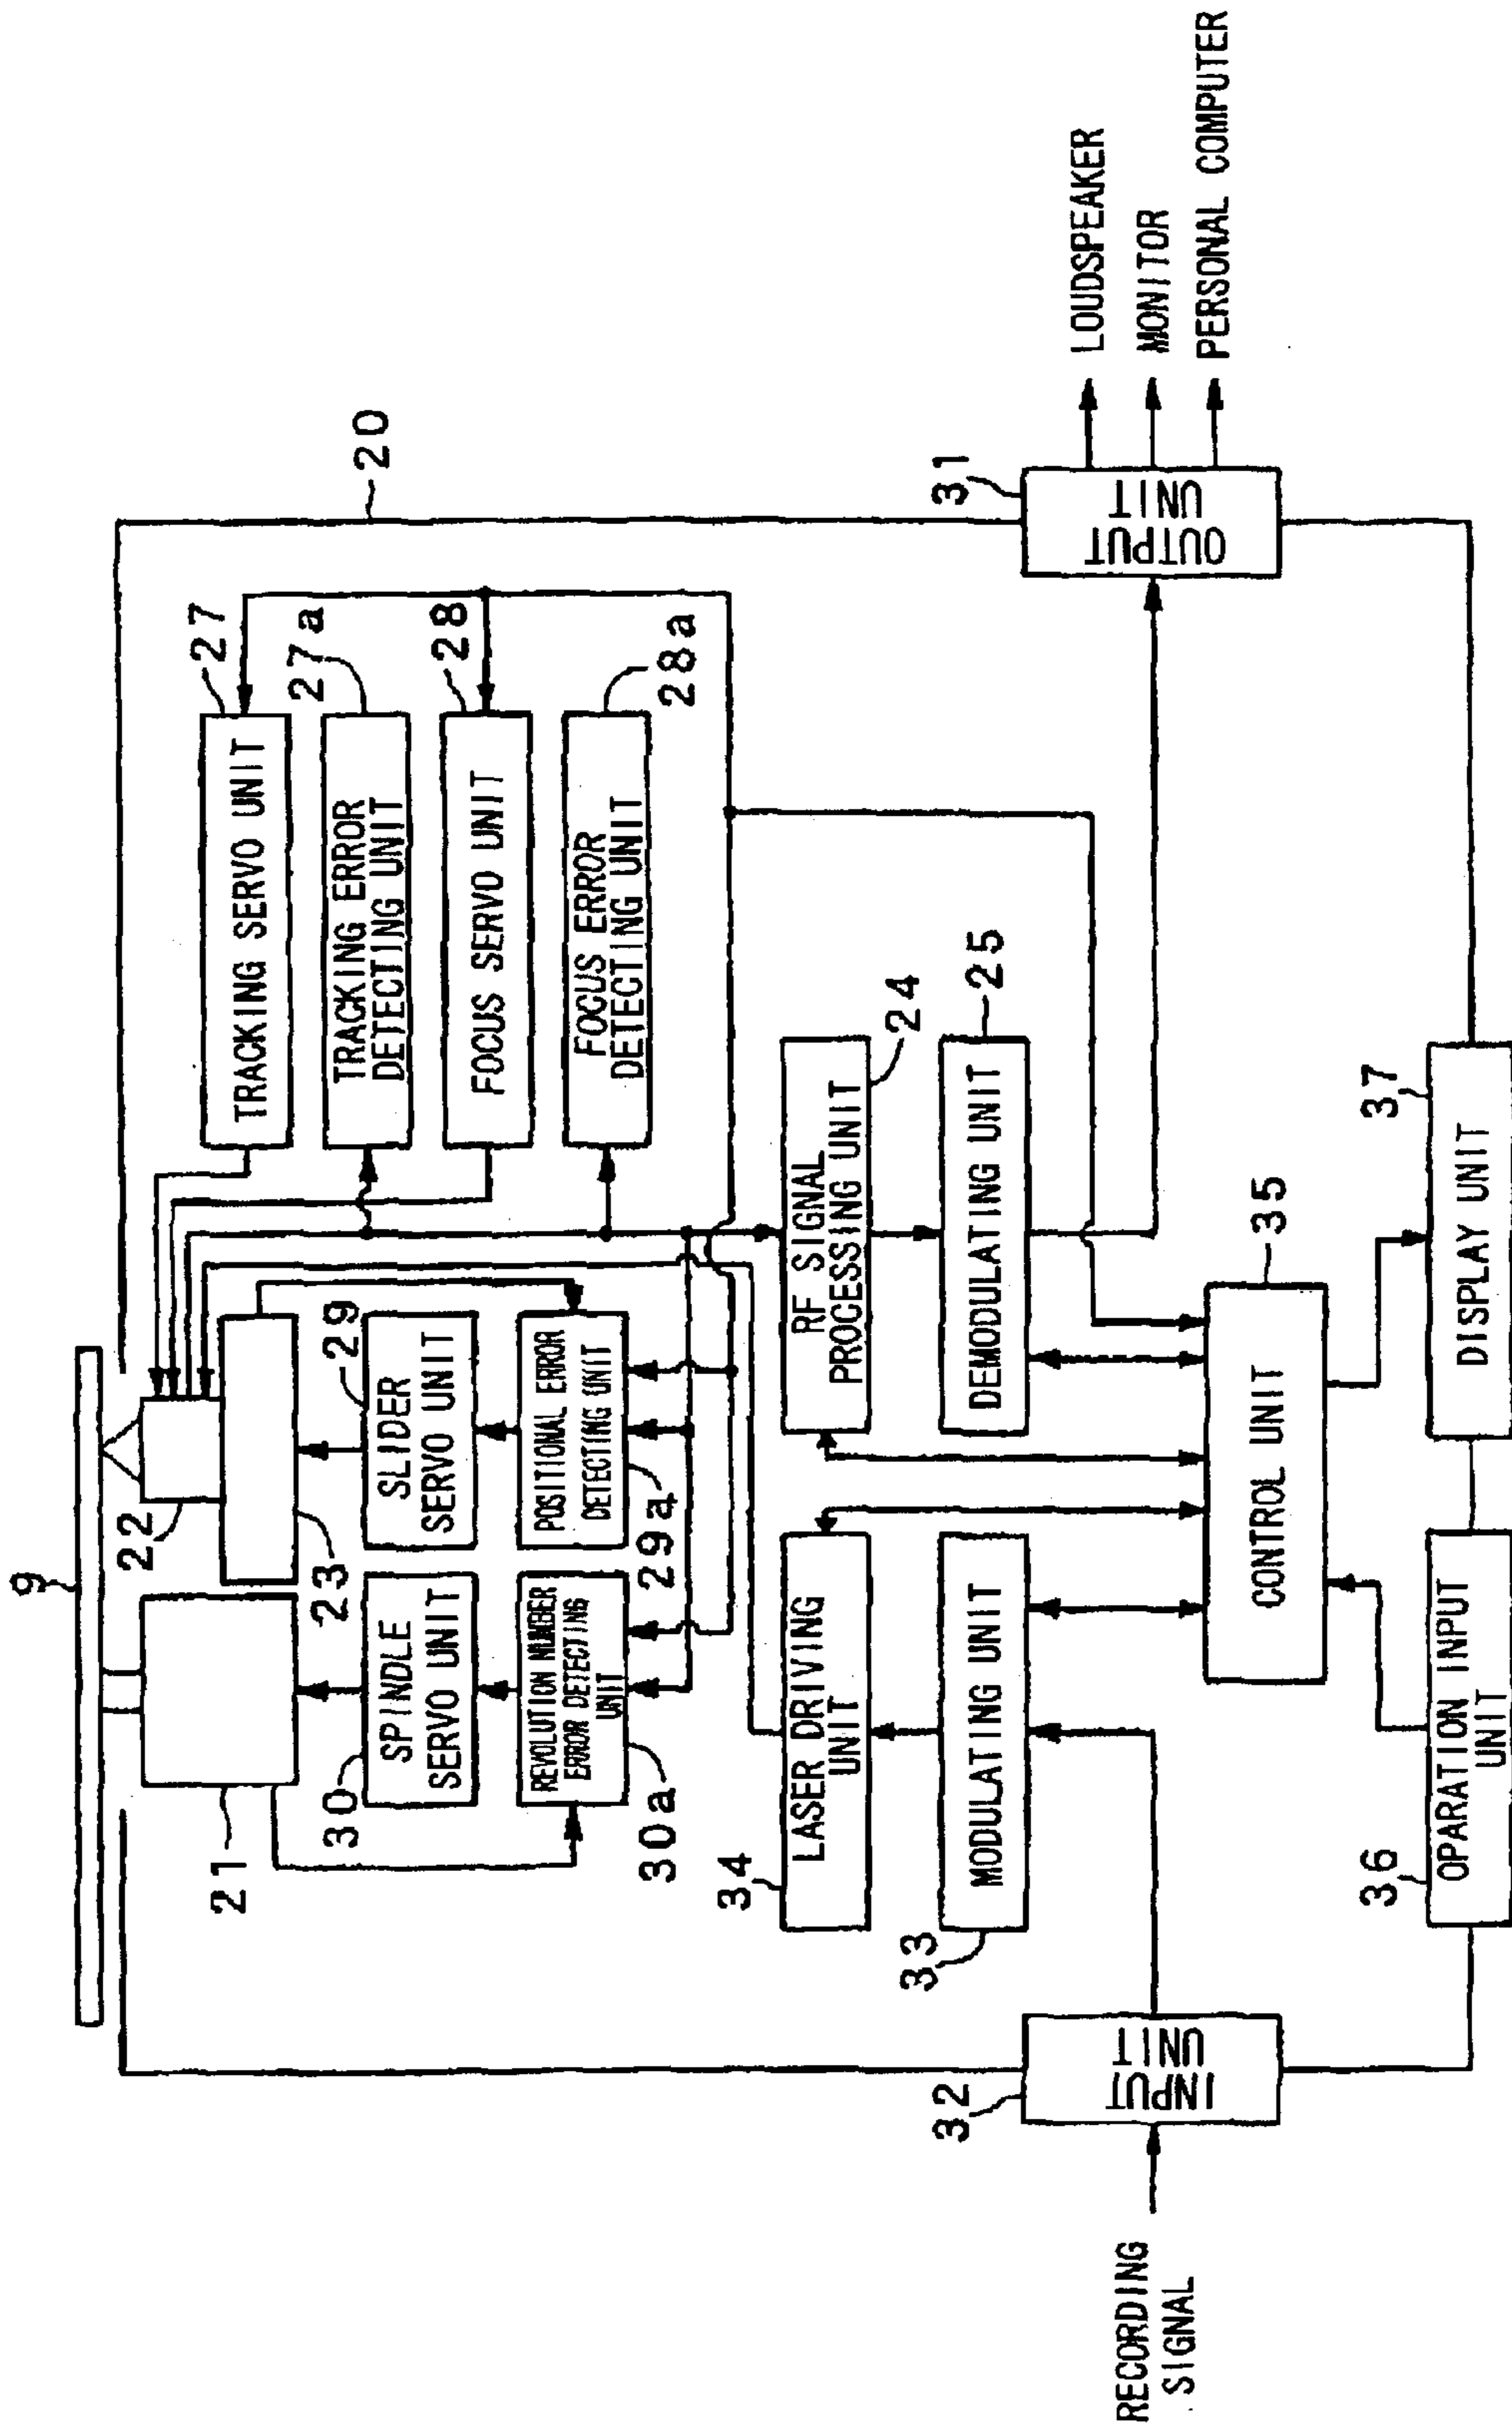 9
20
21
22
23
30
SPINDLE
SERVO UNIT
29
SLIDER
SERVO UNIT
REVOLUTION NUMBER
ERROR DETECTING
UNIT
30a
POSITIONAL ERROR
DETECTING UNIT
29a
27
TRACKING SERVO UNIT
27a
TRACKING ERROR
DETECTING UNIT
28
FOCUS SERVO UNIT
28a
FOCUS ERROR
DETECTING UNIT
34
LASER DRIVING
UNIT
RF SIGNAL
PROCESSING UNIT
24
33
MODULATING UNIT
DEMODULATING UNIT
25
RECORDING
SIGNAL
32
INPUT
UNIT
31
OUTPUT
UNIT
LOUDSPEAKER
MONITOR
PERSONAL COMPUTER
CONTROL UNIT
35
36
OPARATION INPUT
UNIT
37
DISPLAY UNIT